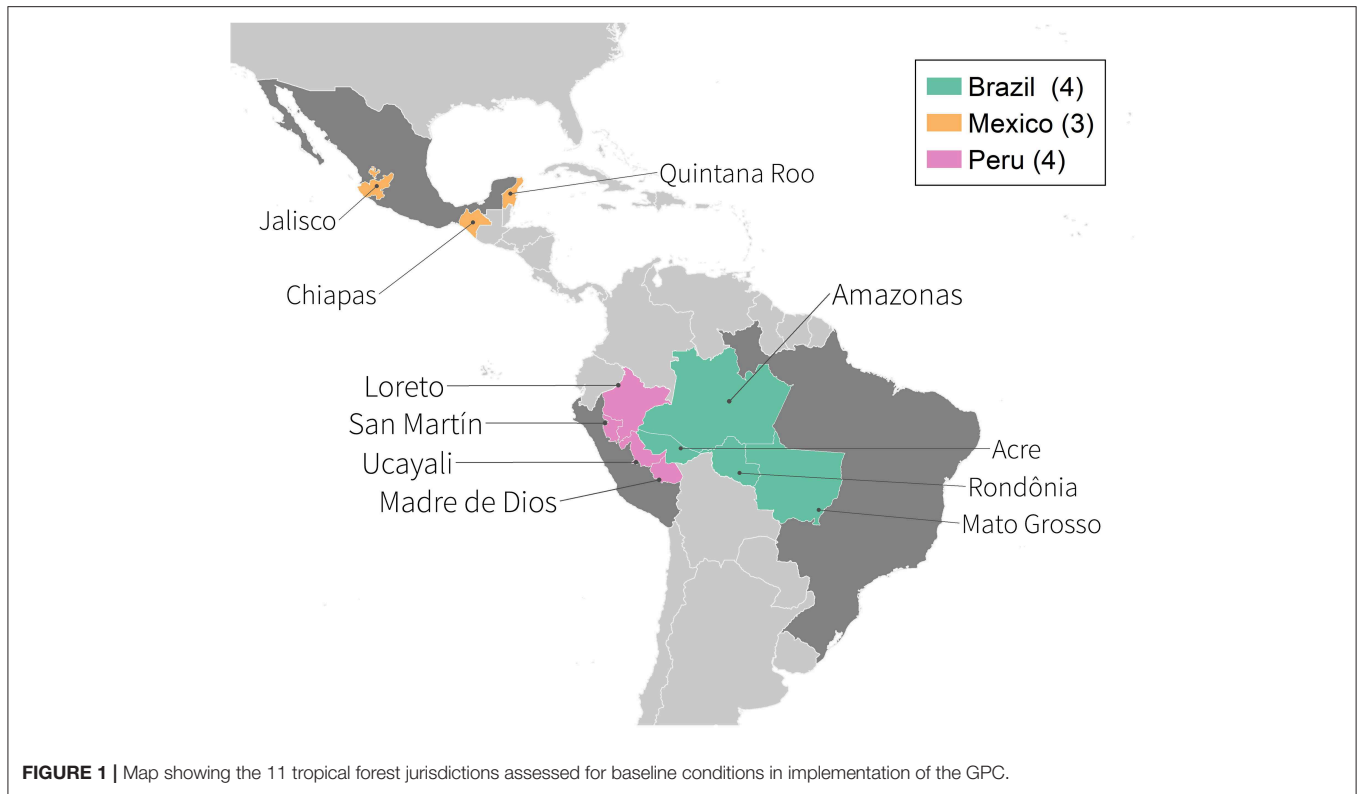 Brazil (4)
Mexico (3)
Peru (4)
Quintana Roo
Jalisco
Chiapas
Amazonas
Loreto
San Martín
Ucayali
Acre
Rondônia
Madre de Dios
Mato Grosso
FIGURE 1 | Map showing the 11 tropical forest jurisdictions assessed for baseline conditions in implementation of the GPC.